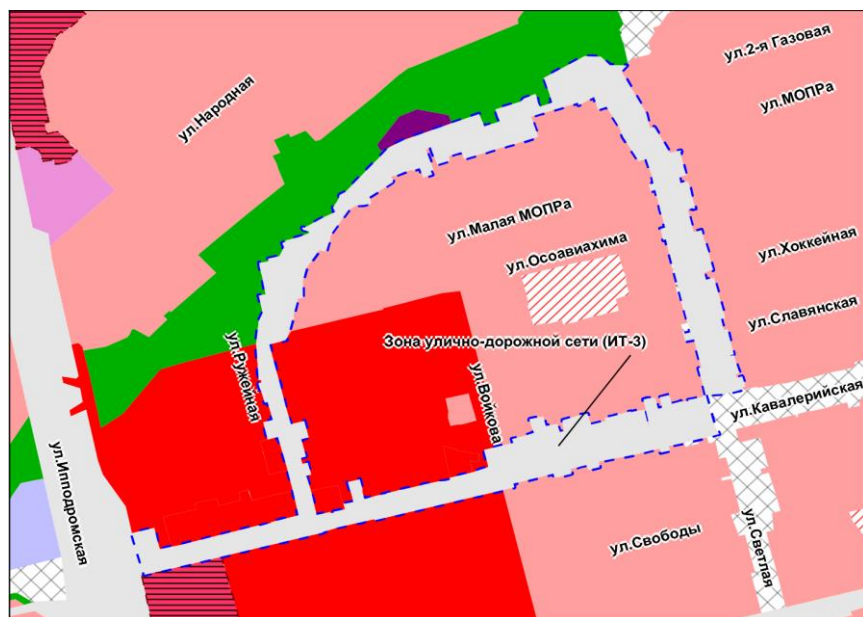 ул.2-я Газовая
ул.Народная
ул.МОПРа
ул.Малая МОПРа
ул.Осоавиахима
ул.Хоккейная
ул.Славянская
Зона улично-дорожной сети (ИТ-3)
ул.Ружейная
ул.Войкова
ул.Кавалерийская
ул.Ипподромская
ул.Свободы
ул.Светлая